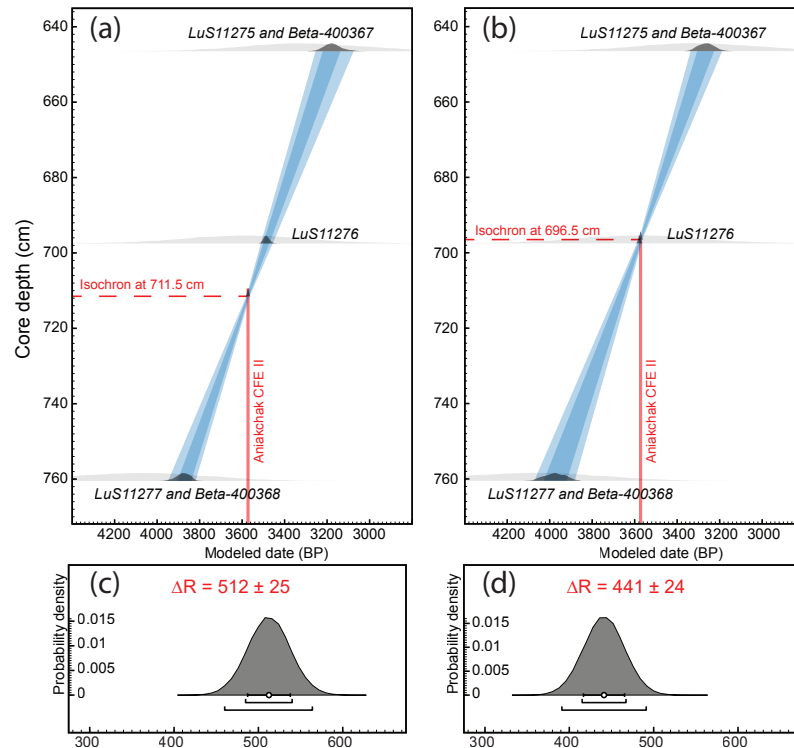 (a)
LuS11275 and Beta-400367
640
660
680
700
720
740
760
Core depth (cm)
LuS11276
Isochron at 711.5 cm
Aniakchak CFE II
LuS11277 and Beta-400368
4200 4000 3800 3600 3400 3200 3000
Modeled date (BP)
(b)
LuS11275 and Beta-400367
640
660
680
700
720
740
760
Isochron at 696.5 cm
LuS11276
Aniakchak CFE II
LuS11277 and Beta-400368
4200 4000 3800 3600 3400 3200 3000
Modeled date (BP)
(c)
ΔR = 512 ± 25
Probability density
0.015
0.01
0.005
0
300 400 500 600
(d)
ΔR = 441 ± 24
Probability density
0.015
0.01
0.005
0
300 400 500 600 700